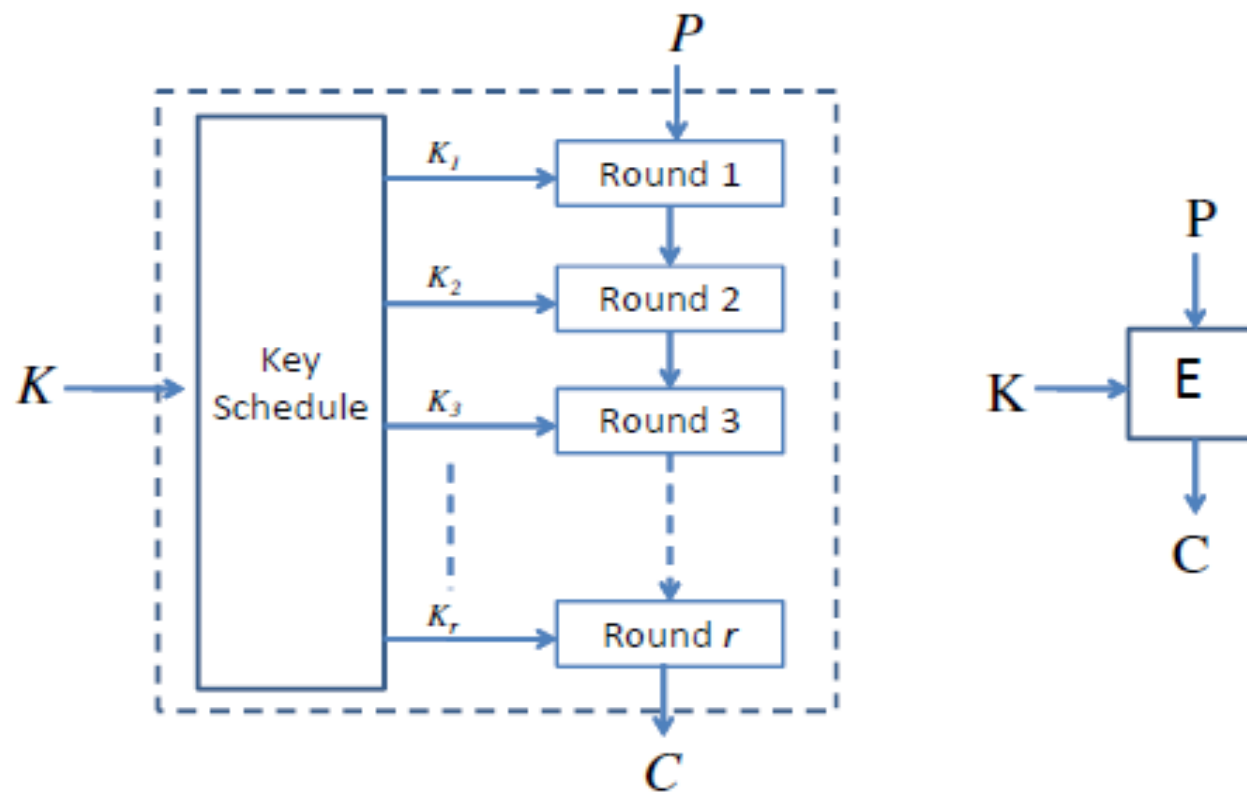 P
K₁
Round 1
K₂
Round 2
K
Key
Schedule
K₃
Round 3
Kᵣ
Round r
C
P
K
E
C